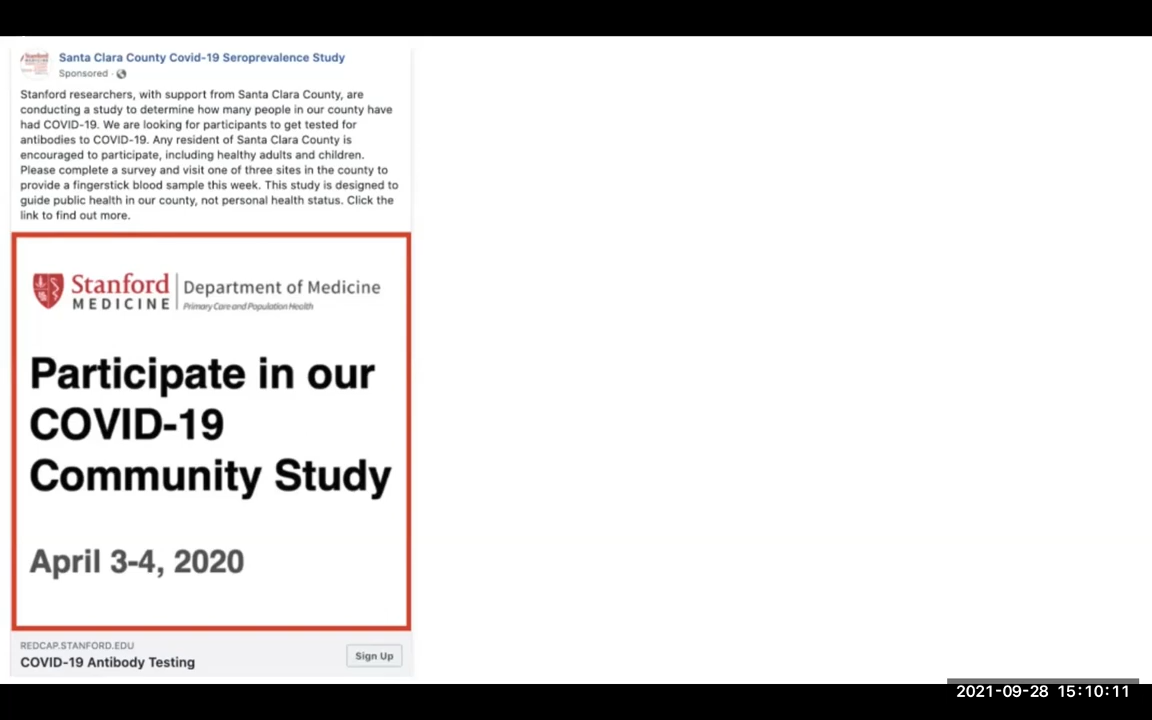 Santa Clara County Covid-19 Seroprevalence Study
Sponsored ·
Stanford researchers, with support from Santa Clara County, are
conducting a study to determine how many people in our county have
had COVID-19. We are looking for participants to get tested for
antibodies to COVID-19. Any resident of Santa Clara County is
encouraged to participate, including healthy adults and children.
Please complete a survey and visit one of three sites in the county to
provide a fingerstick blood sample this week. This study is designed to
guide public health in our county, not personal health status. Click the
link to find out more.
Stanford MEDICINE | Department of Medicine
Primary Care and Population Health
Participate in our
COVID-19
Community Study
April 3-4, 2020
REDCAP.STANFORD.EDU
COVID-19 Antibody Testing
Sign Up
2021-09-28 15:10:11